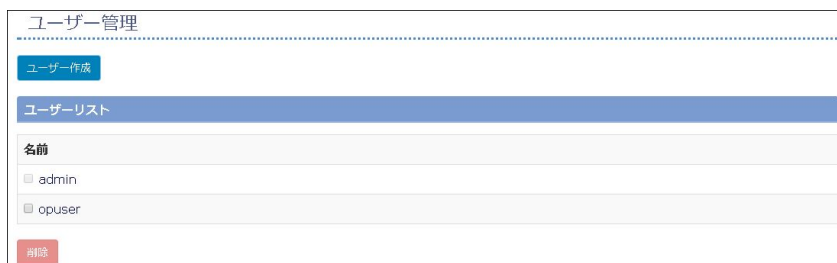 ユーザー管理
ユーザー作成
ユーザーリスト
名前
admin
opuser
削除